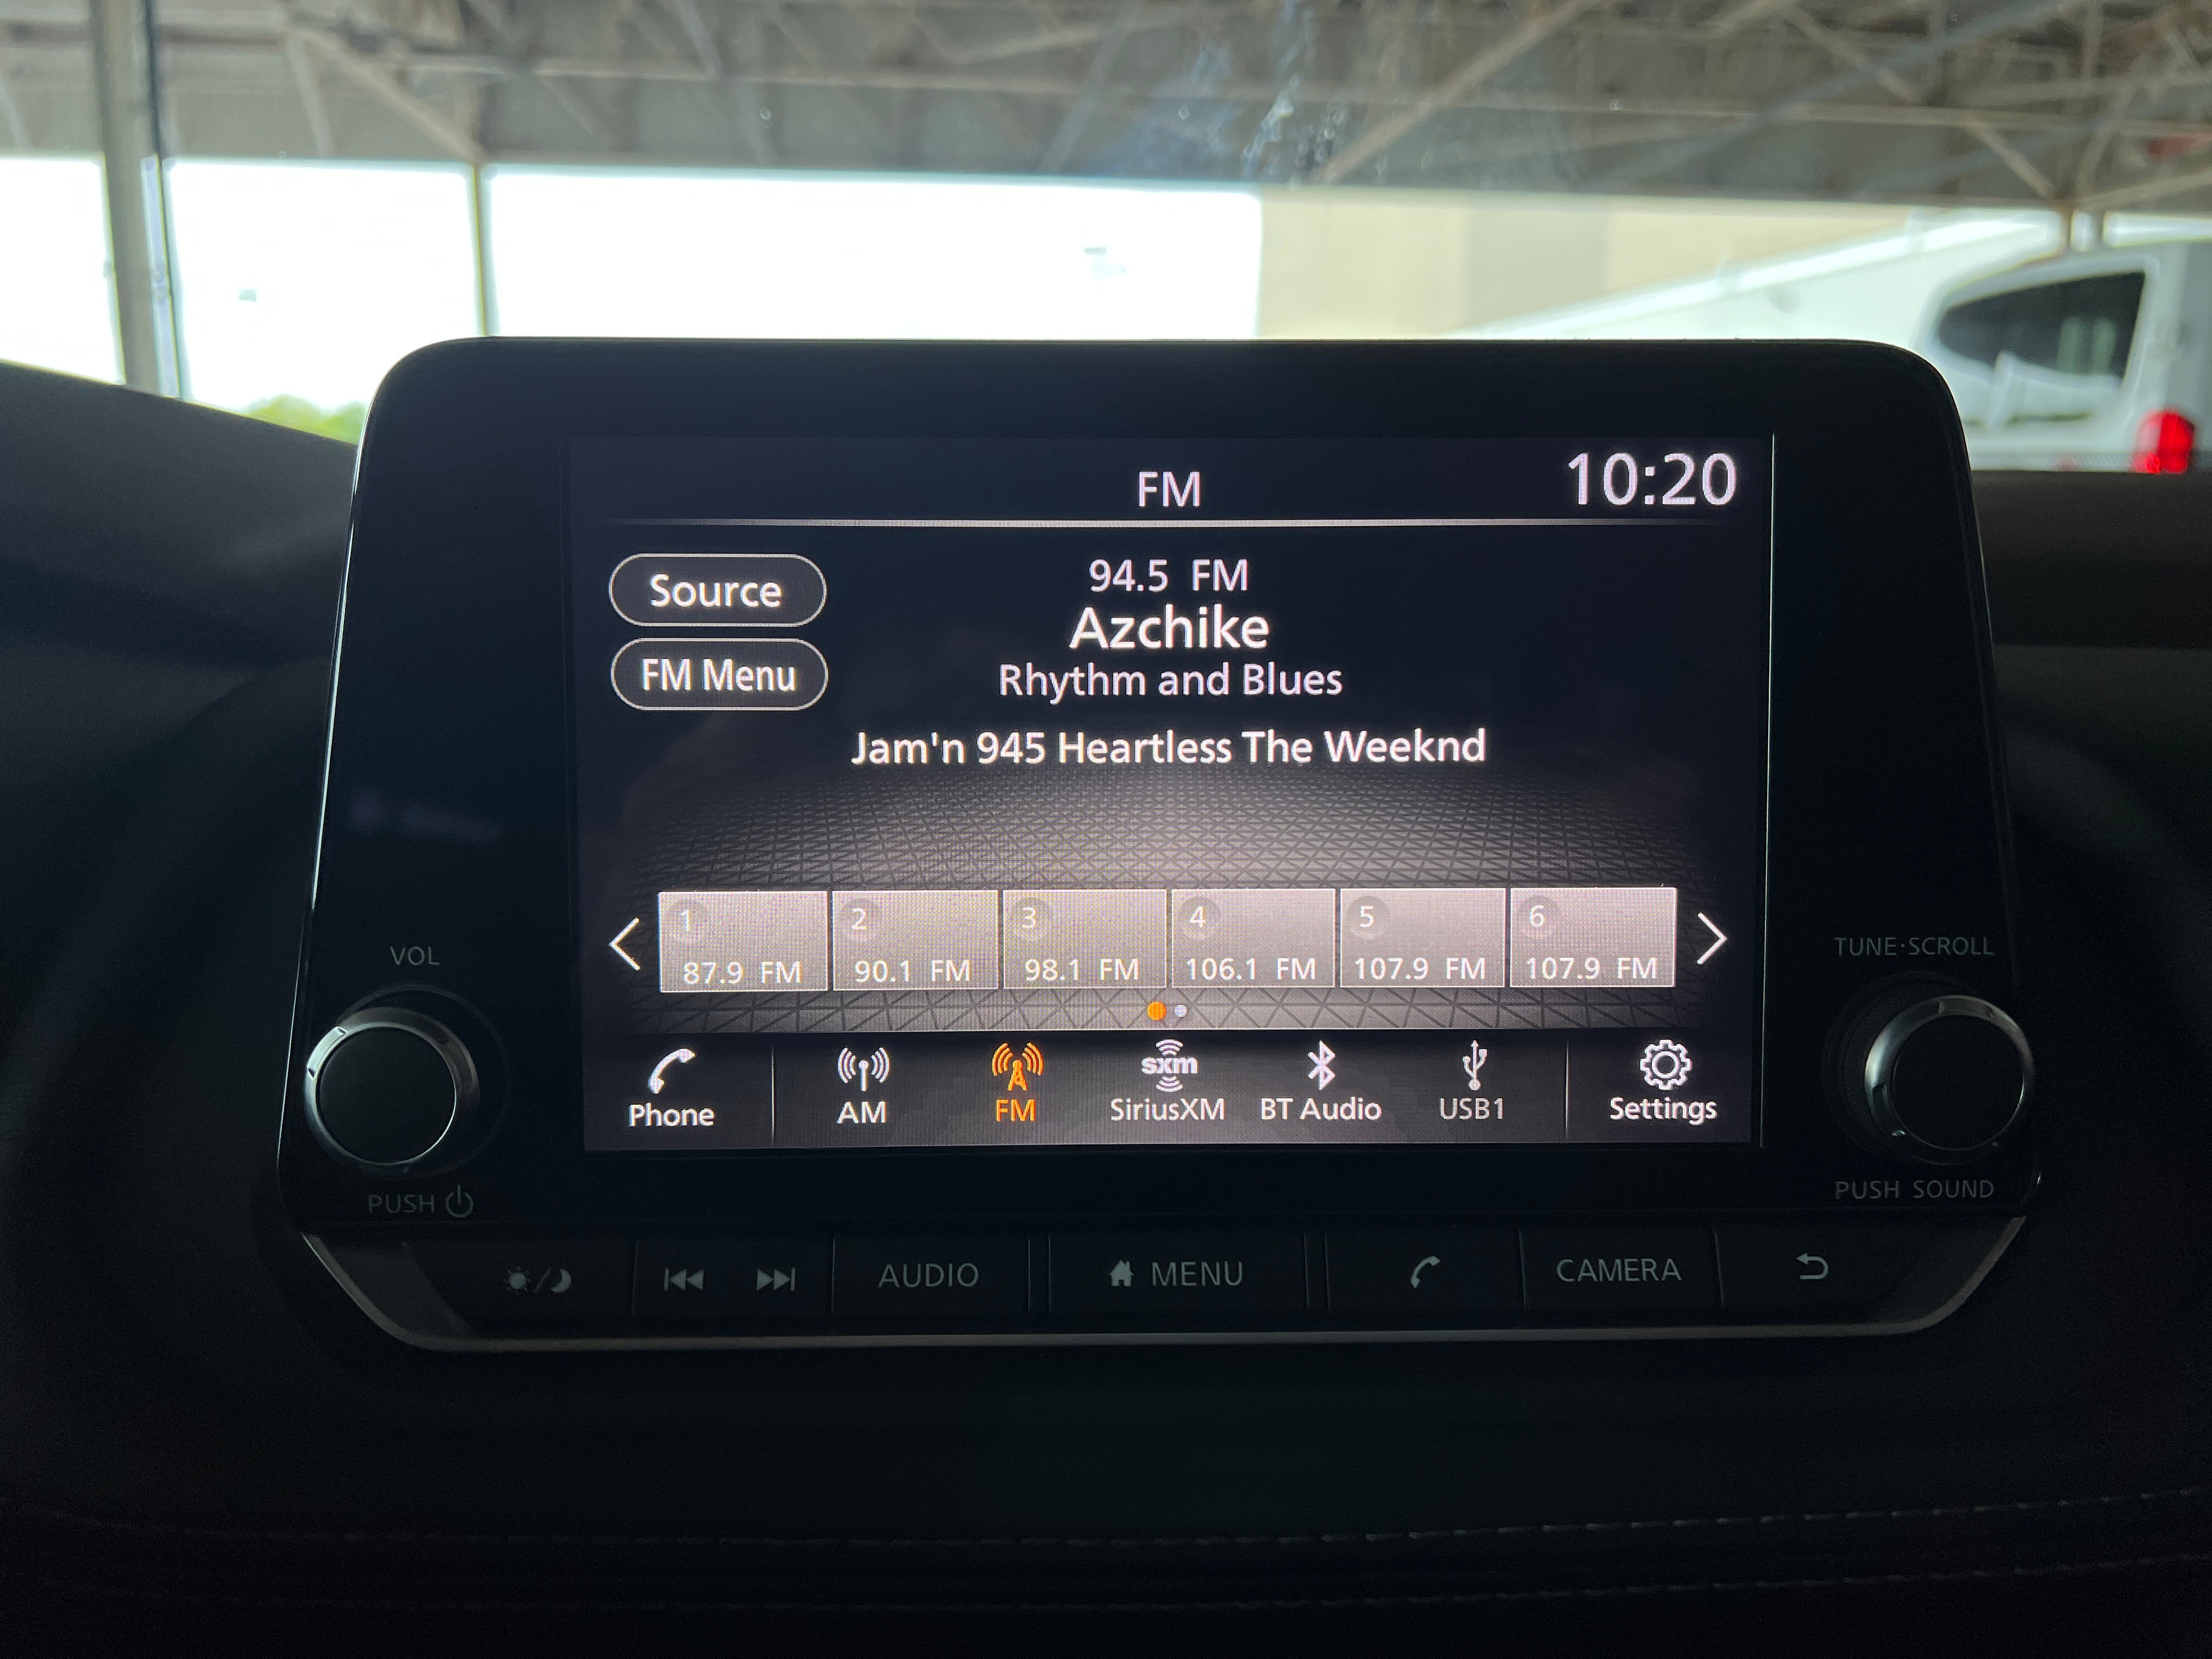 FM
10:20
Source
94.5 FM
Azchike
FM Menu
Rhythm and Blues
Jam'n 945 Heartless The Weeknd
1
2
3
4
5
6
87.9 FM
90.1 FM
98.1 FM
106.1 FM
107.9 FM
107.9 FM
VOL
TUNE·SCROLL
sxm
Phone
AM
FM
SiriusXM
BT Audio
USB1
Settings
PUSH
PUSH SOUND
AUDIO
MENU
CAMERA